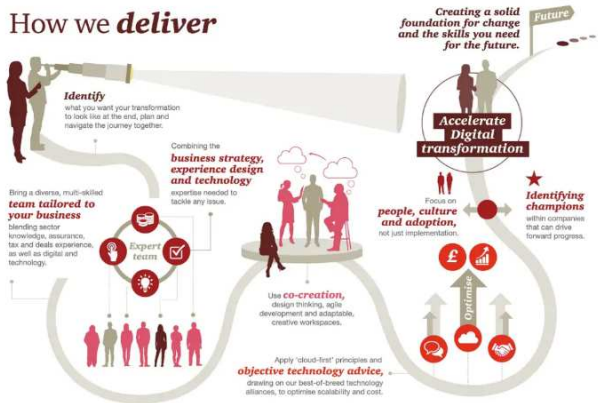 How we deliver
Creating a solid
foundation for change
and the skills you need
for the future.
Future
Identify
what you want your transformation
to look like at the end, plan and
navigate the journey together.
Accelerate
Digital
transformation
Combining the
business strategy,
experience design
and technology
expertise needed to
tackle any issue.
Bring a diverse, multi-skilled
team tailored to
your business
blending sector
knowledge, assurance,
tax and deals experience,
as well as digital and
technology.
Expert
team
Focus on
people, culture
and adoption,
not just implementation.
Identifying
champions
within companies
that can drive
forward progress.
Use co-creation,
design thinking, agile
development and adaptable,
creative workspaces.
£
Optimise
Apply 'cloud-first' principles and
objective technology advice,
drawing on our best-of-breed technology
alliances, to optimise scalability and cost.